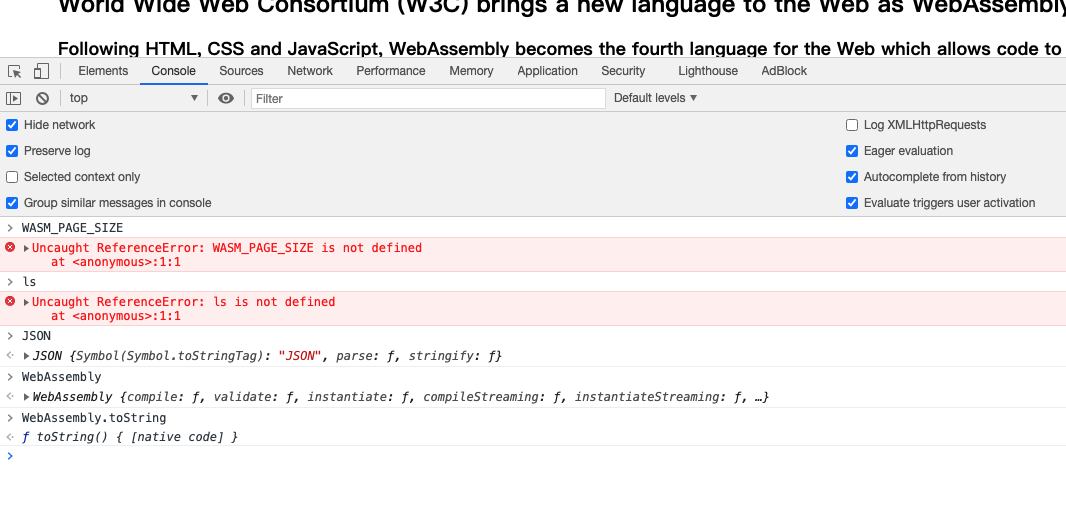 World Wide Web Consortium (W3C) brings a new language to the Web as WebAssembly
Following HTML, CSS and JavaScript, WebAssembly becomes the fourth language for the Web which allows code to
Elements Console Sources Network Performance Memory Application Security Lighthouse AdBlock
top ▼ Filter Default levels ▼
Hide network Log XMLHttpRequests
Preserve log Eager evaluation
Selected context only Autocomplete from history
Group similar messages in console Evaluate triggers user activation
> WASM_PAGE_SIZE
▶Uncaught ReferenceError: WASM_PAGE_SIZE is not defined
at <anonymous>:1:1
> ls
▶Uncaught ReferenceError: ls is not defined
at <anonymous>:1:1
> JSON
▶JSON {Symbol(Symbol.toStringTag): "JSON", parse: ƒ, stringify: ƒ}
> WebAssembly
▶WebAssembly {compile: ƒ, validate: ƒ, instantiate: ƒ, compileStreaming: ƒ, instantiateStreaming: ƒ, …}
> WebAssembly.toString
ƒ toString() { [native code] }
>